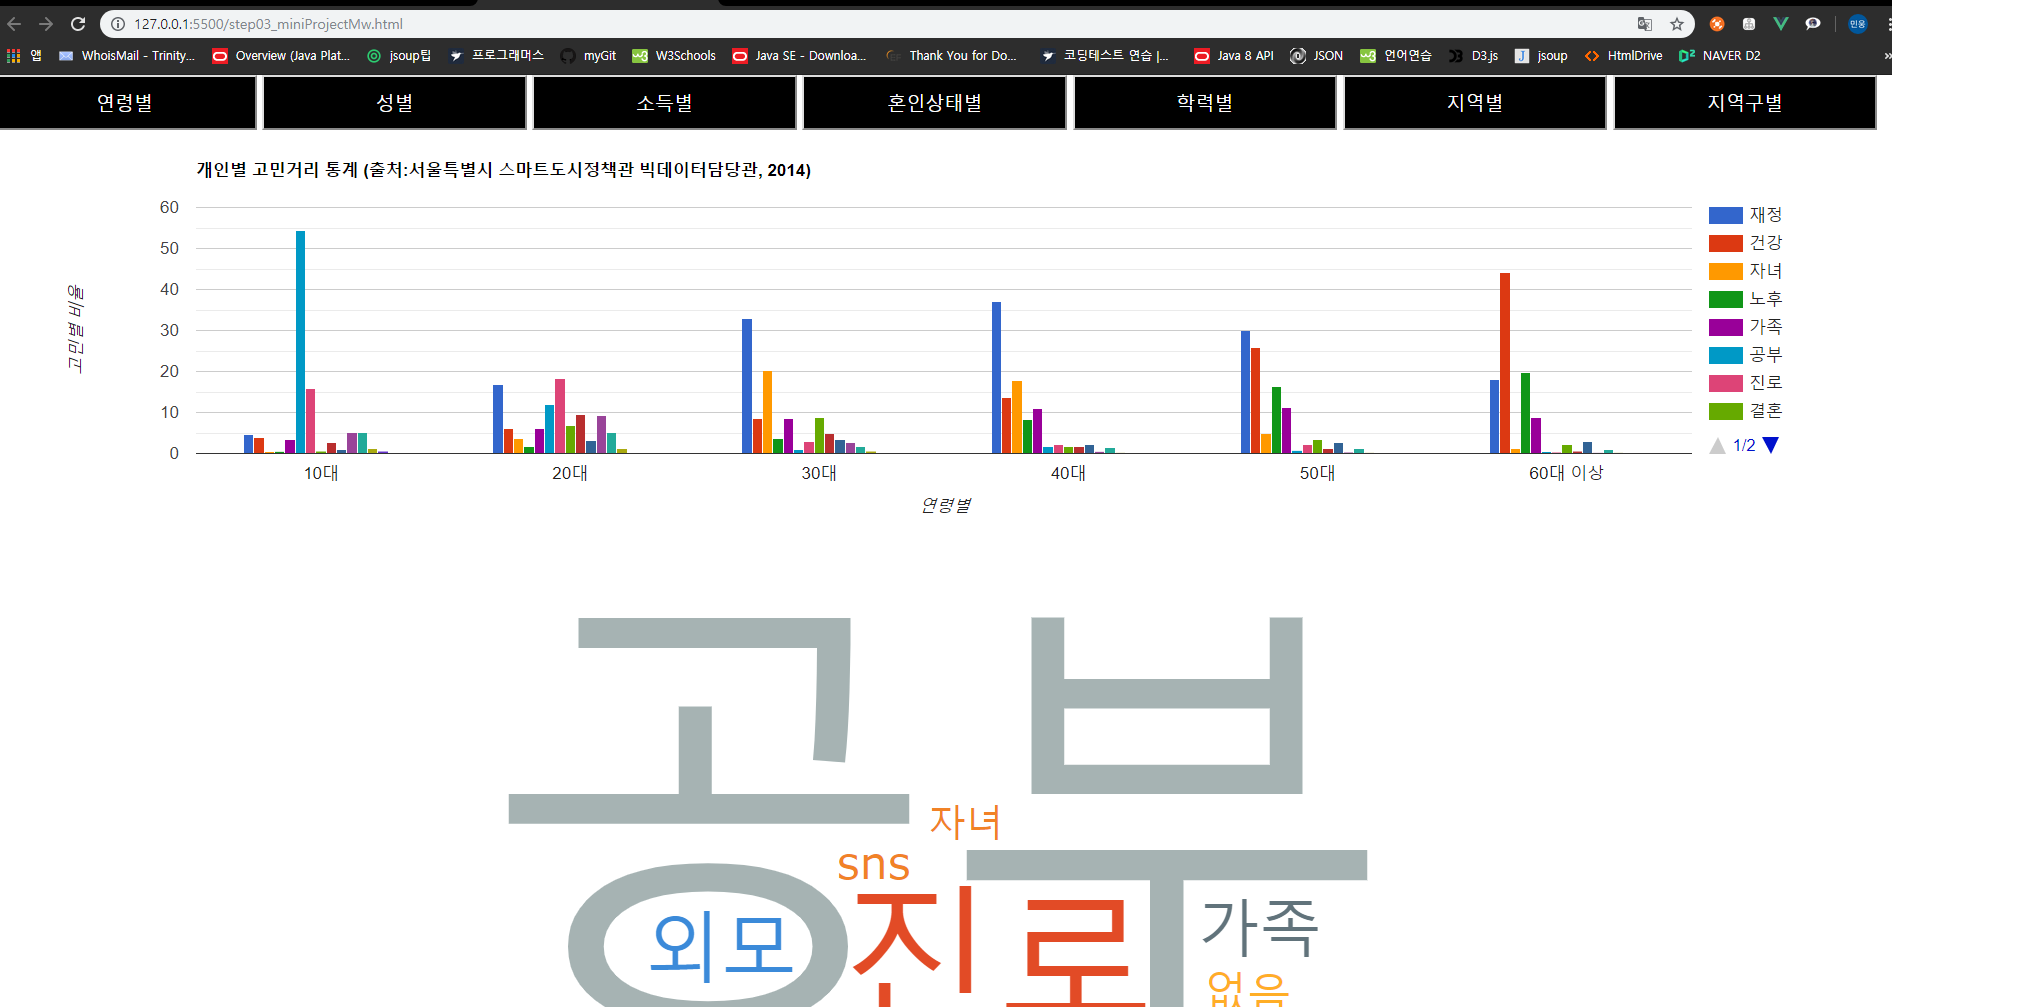 127.0.0.1:5500/step03_miniProjectMw.html 민웅
앱 WhoisMail - Trinity... Overview (Java Plat... jsoup팁 프로그래머스 myGit W3Schools Java SE - Downloa... Thank You for Do... 코딩테스트 연습 |... Java 8 API JSON 언어연습 D3.js jsoup HtmlDrive NAVER D2 »
연령별 성별 소득별 혼인상태별 학력별 지역별 지역구별
개인별 고민거리 통계 (출처:서울특별시 스마트도시정책관 빅데이터담당관, 2014)
고민별 비율
60
50
40
30
20
10
0
10대 20대 30대 40대 50대 60대 이상
연령별
재정
건강
자녀
노후
가족
공부
진로
결혼
1/2
공부
자녀
sns
외모
진로
가족
없음